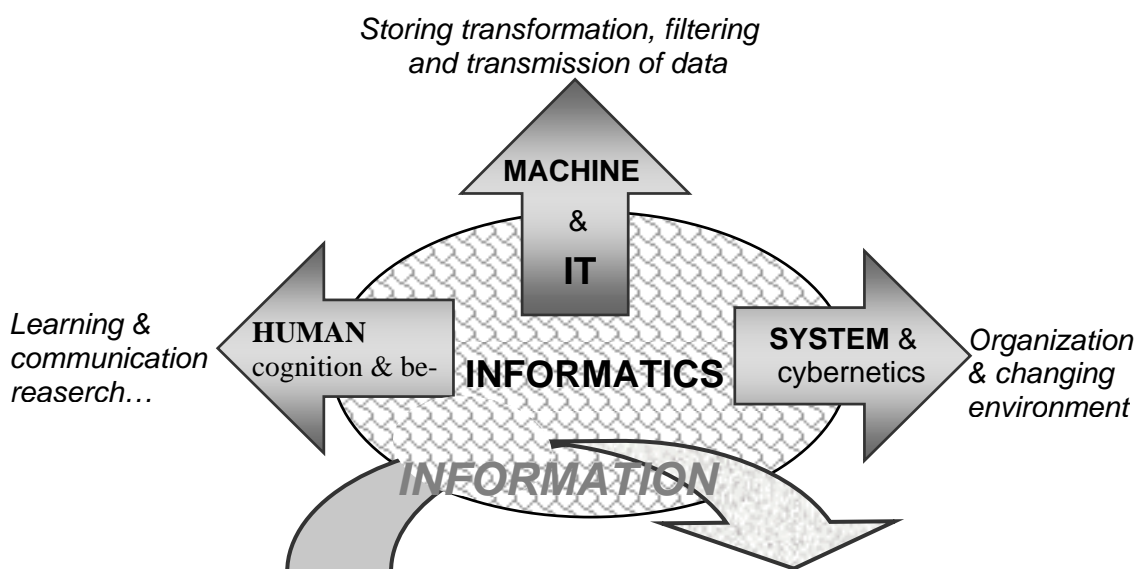 Storing transformation, filtering
and transmission of data
MACHINE
&
IT
Learning &
communication
reaserch…
HUMAN
cognition & be-
INFORMATICS
SYSTEM &
cybernetics
Organization
& changing
environment
INFORMATION